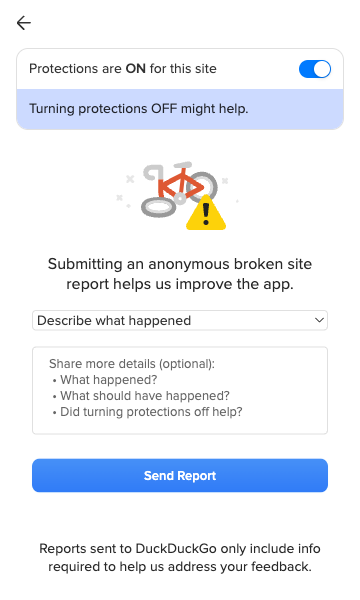 Protections are ON for this site
Turning protections OFF might help.
Submitting an anonymous broken site
report helps us improve the app.
Describe what happened
Share more details (optional):
• What happened?
• What should have happened?
• Did turning protections off help?
Send Report
Reports sent to DuckDuckGo only include info
required to help us address your feedback.